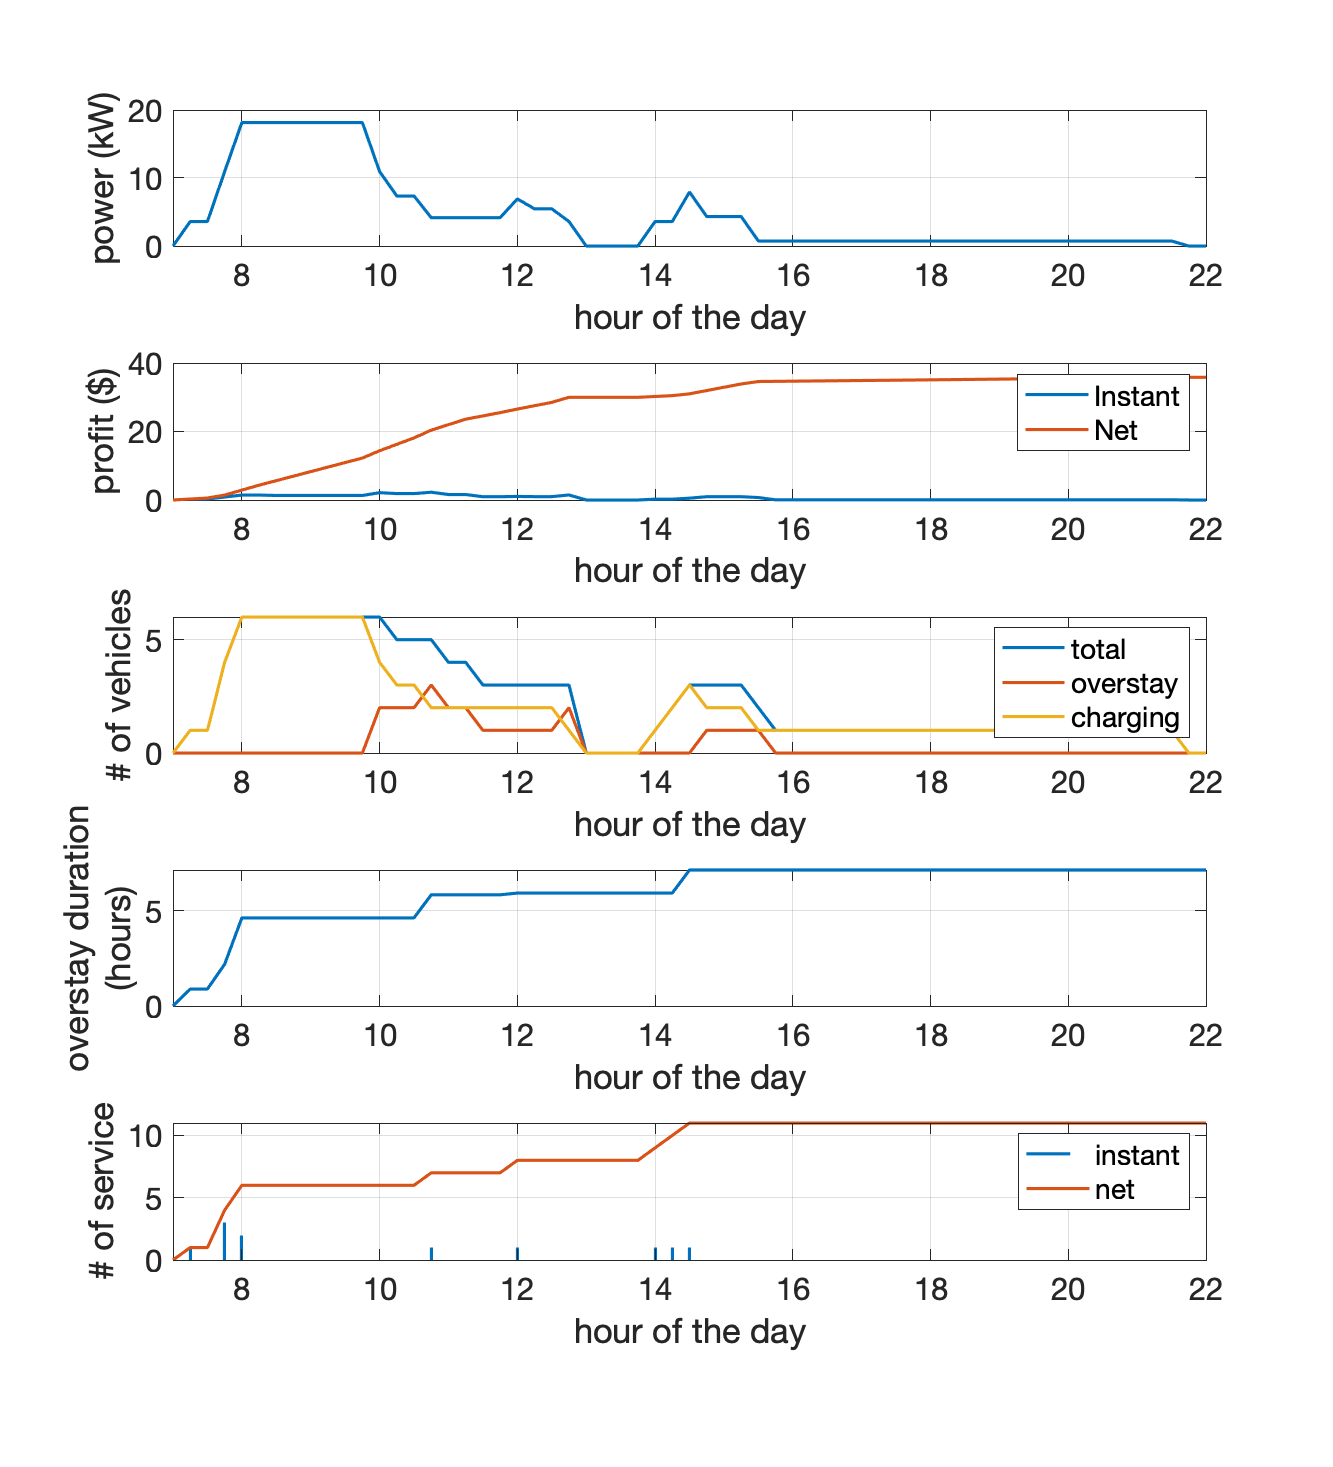 power (kW)
20
10
0
8 10 12 14 16 18 20 22
hour of the day
profit ($)
40
20
0
Instant
Net
8 10 12 14 16 18 20 22
hour of the day
# of vehicles
5
0
total
overstay
charging
8 10 12 14 16 18 20 22
hour of the day
overstay duration
(hours)
5
0
8 10 12 14 16 18 20 22
hour of the day
# of service
10
5
0
instant
net
8 10 12 14 16 18 20 22
hour of the day